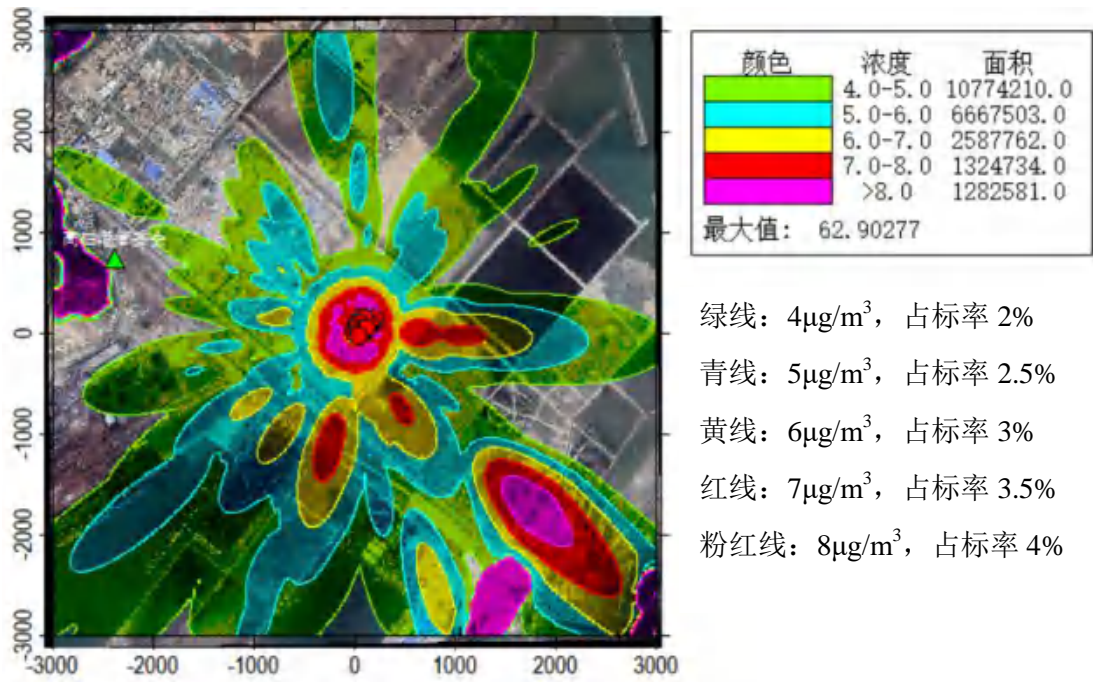 3000
2000
1000
0
-1000
-2000
-3000
-3000 -2000 -1000 0 1000 2000 3000
颜色 浓度 面积
4.0-5.0 10774210.0
5.0-6.0 6667503.0
6.0-7.0 2587762.0
7.0-8.0 1324734.0
>8.0 1282581.0
最大值: 62.90277
绿线：4μg/m³，占标率 2%
青线：5μg/m³，占标率 2.5%
黄线：6μg/m³，占标率 3%
红线：7μg/m³，占标率 3.5%
粉红线：8μg/m³，占标率 4%